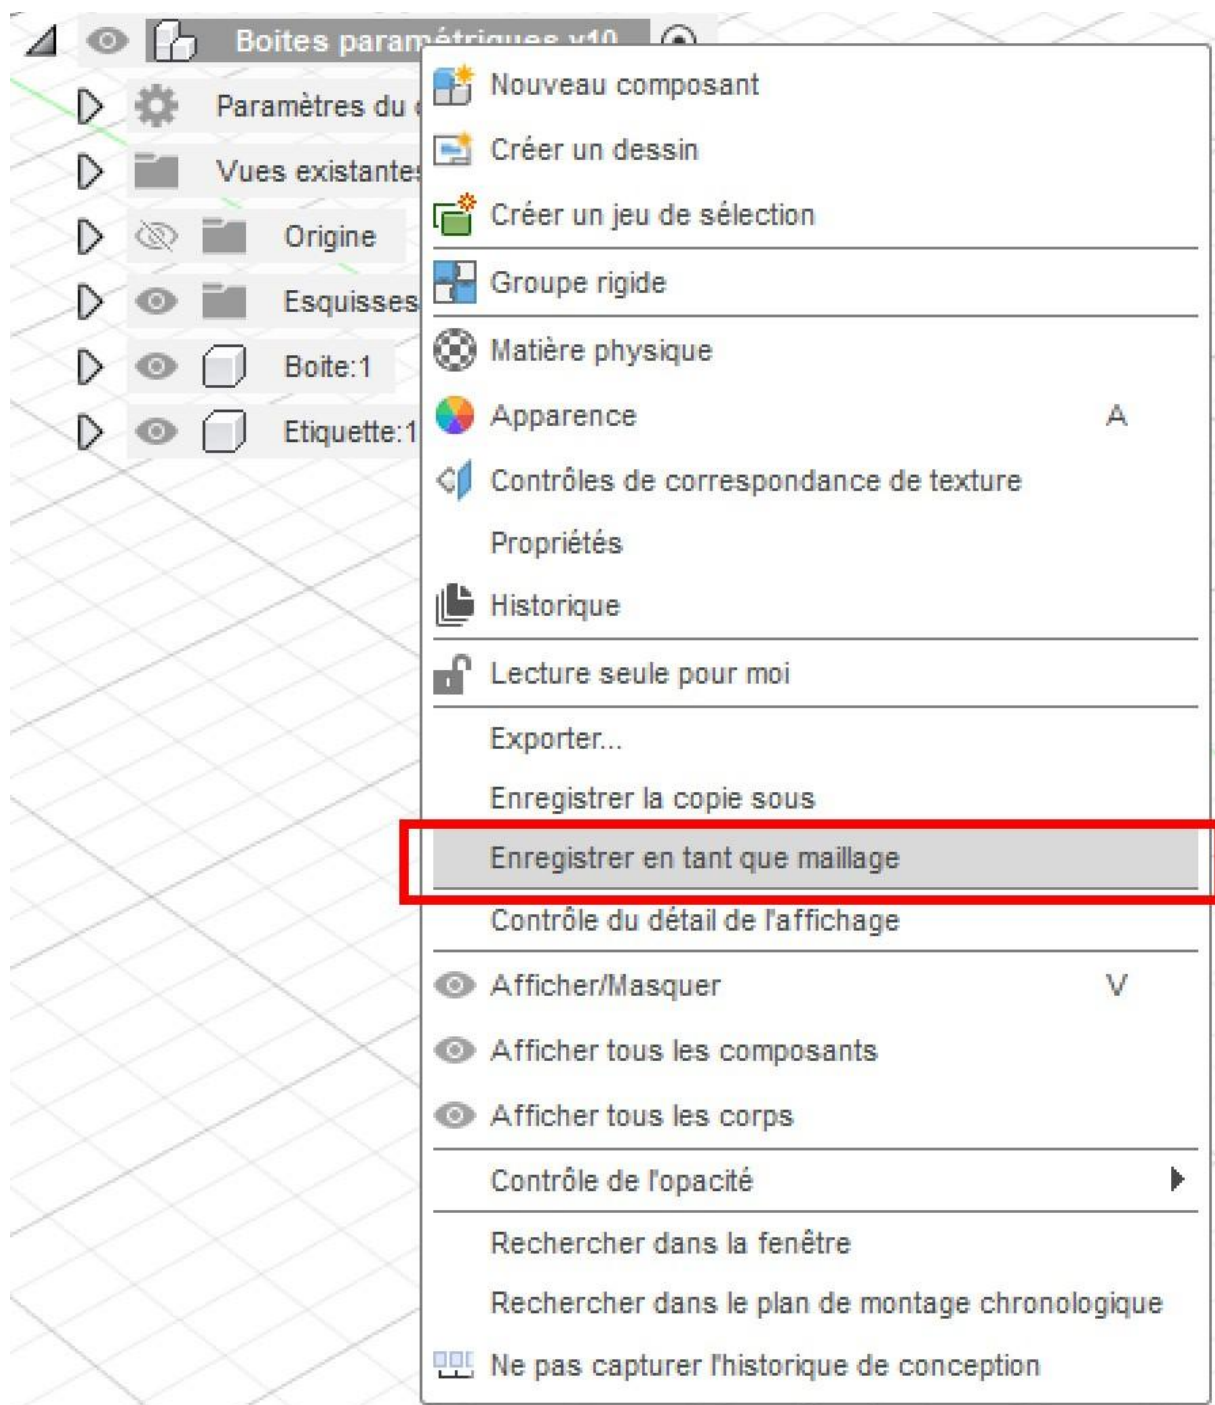 Boites paramétriques v10
Paramètres du
Vues existantes
Origine
Esquisses
Boite:1
Etiquette:1
Nouveau composant
Créer un dessin
Créer un jeu de sélection
Groupe rigide
Matière physique
Apparence A
Contrôles de correspondance de texture
Propriétés
Historique
Lecture seule pour moi
Exporter...
Enregistrer la copie sous
Enregistrer en tant que maillage
Contrôle du détail de l'affichage
Afficher/Masquer V
Afficher tous les composants
Afficher tous les corps
Contrôle de l'opacité
Rechercher dans la fenêtre
Rechercher dans le plan de montage chronologique
Ne pas capturer l'historique de conception